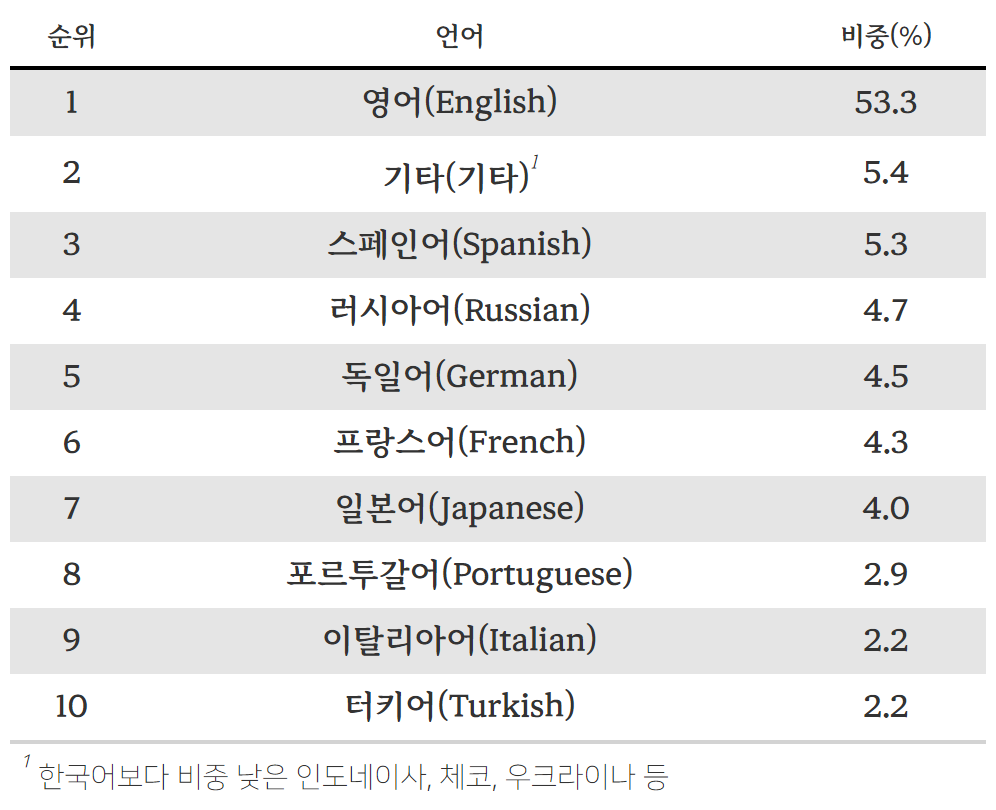 순위 언어 비중(%)
1 영어(English) 53.3
2 기타(기타)1 5.4
3 스페인어(Spanish) 5.3
4 러시아어(Russian) 4.7
5 독일어(German) 4.5
6 프랑스어(French) 4.3
7 일본어(Japanese) 4.0
8 포르투갈어(Portuguese) 2.9
9 이탈리아어(Italian) 2.2
10 터키어(Turkish) 2.2
1 한국어보다 비중 낮은 인도네이사, 체코, 우크라이나 등